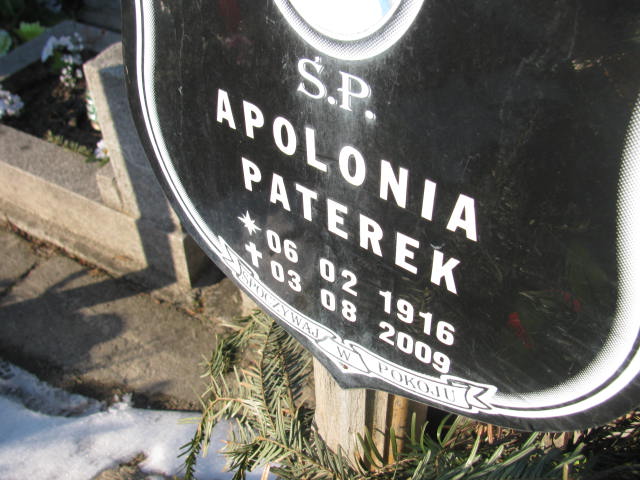 Ś.P.
APOLONIA
PATEREK
* 06 02 1916
✝ 03 08 2009
SPOCZYWAJ W POKOJU